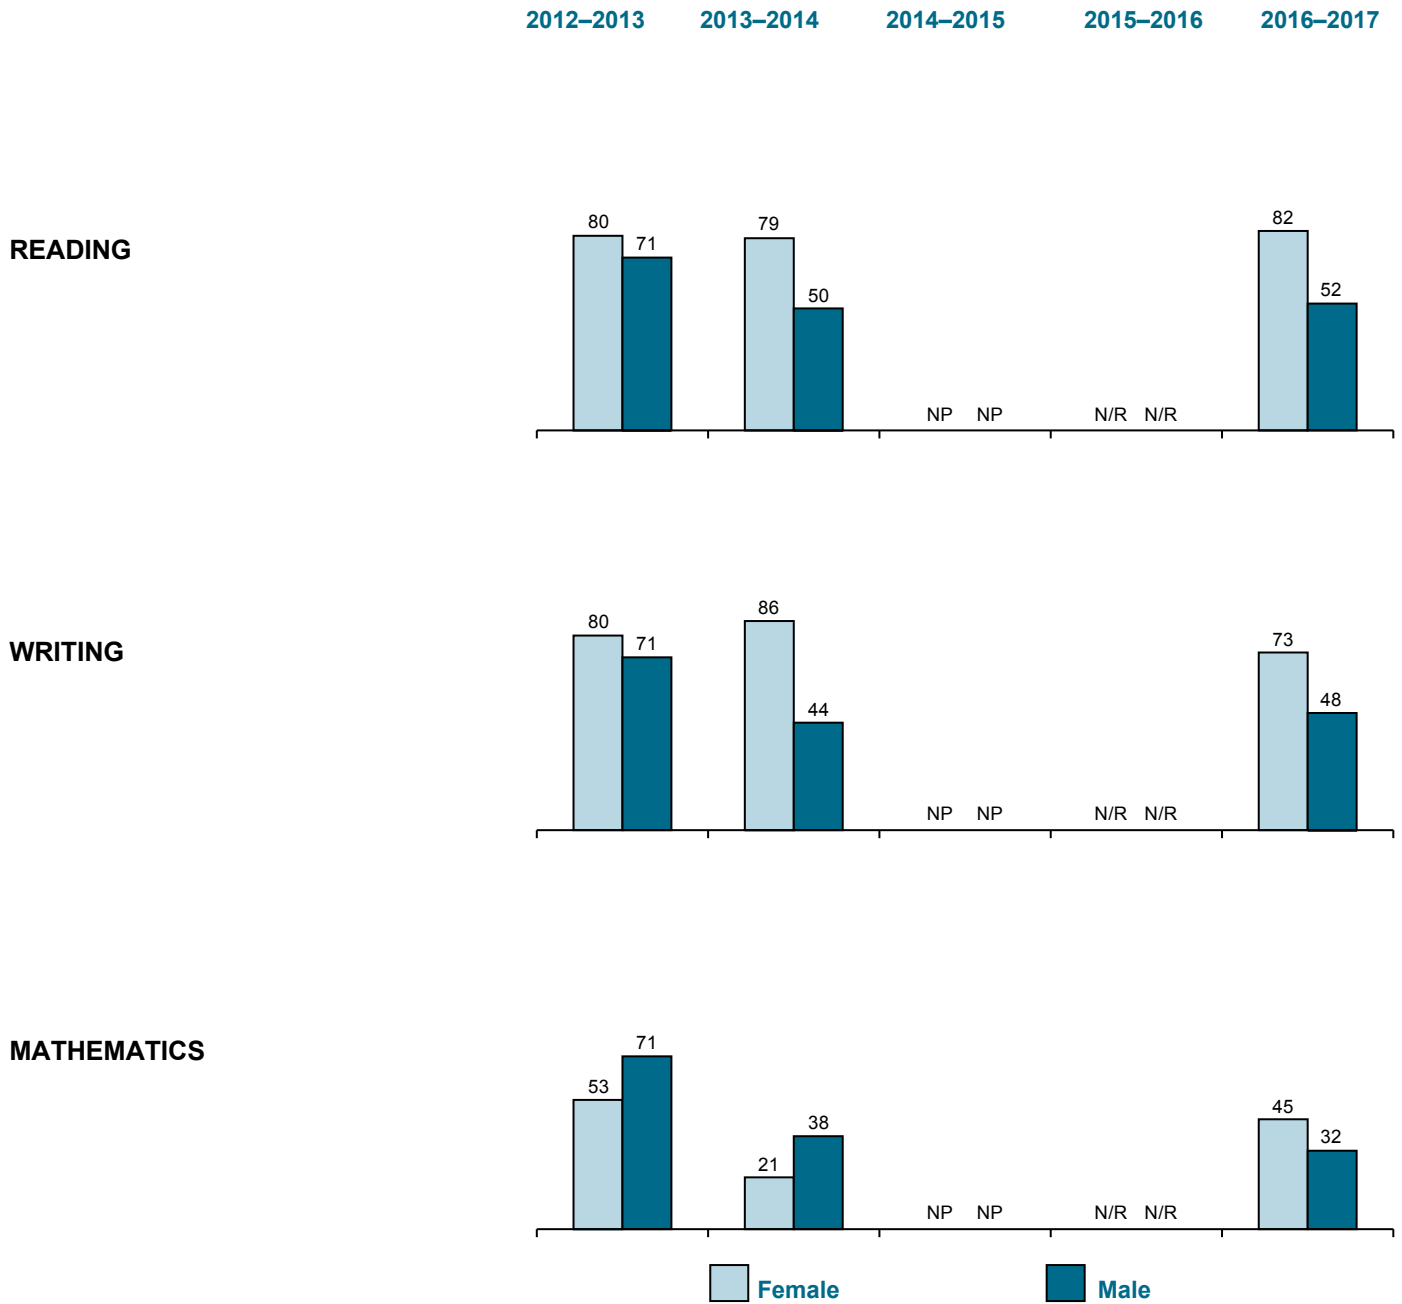 2012–2013 2013–2014 2014–2015 2015–2016 2016–2017
READING
80 71 79 50 NP NP N/R N/R 82 52
WRITING
80 71 86 44 NP NP N/R N/R 73 48
MATHEMATICS
53 71 21 38 NP NP N/R N/R 45 32
Female Male